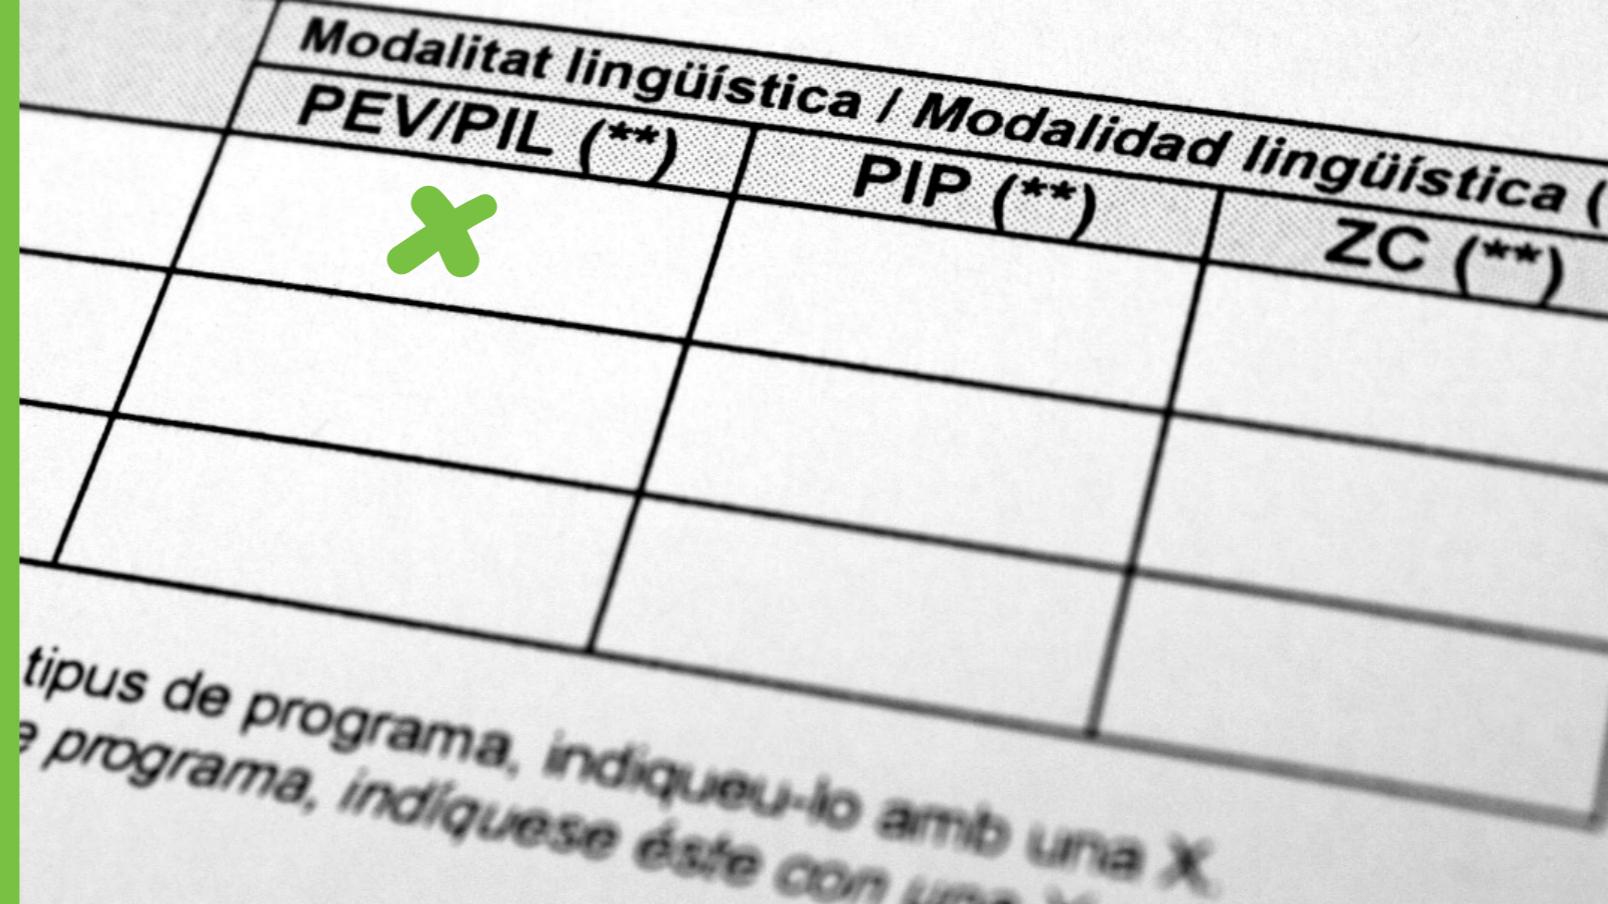 Modalitat lingüística / Modalidad lingüística (
PEV/PIL (**) PIP (**) ZC (**)
tipus de programa, indiqueu-lo amb una X.
e programa, indíquese éste con una X